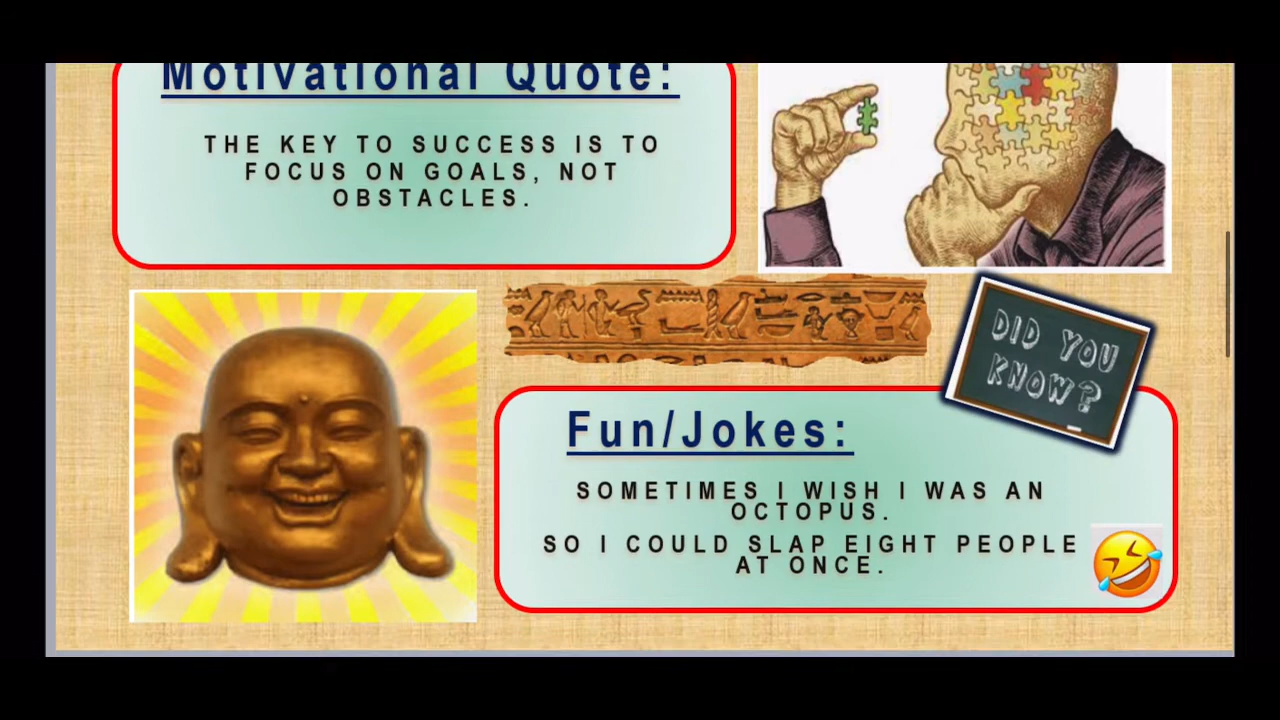 Motivational Quote:
THE KEY TO SUCCESS IS TO
FOCUS ON GOALS, NOT
OBSTACLES.
DID YOU
KNOW?
Fun/Jokes:
SOMETIMES I WISH I WAS AN
OCTOPUS.
SO I COULD SLAP EIGHT PEOPLE
AT ONCE.